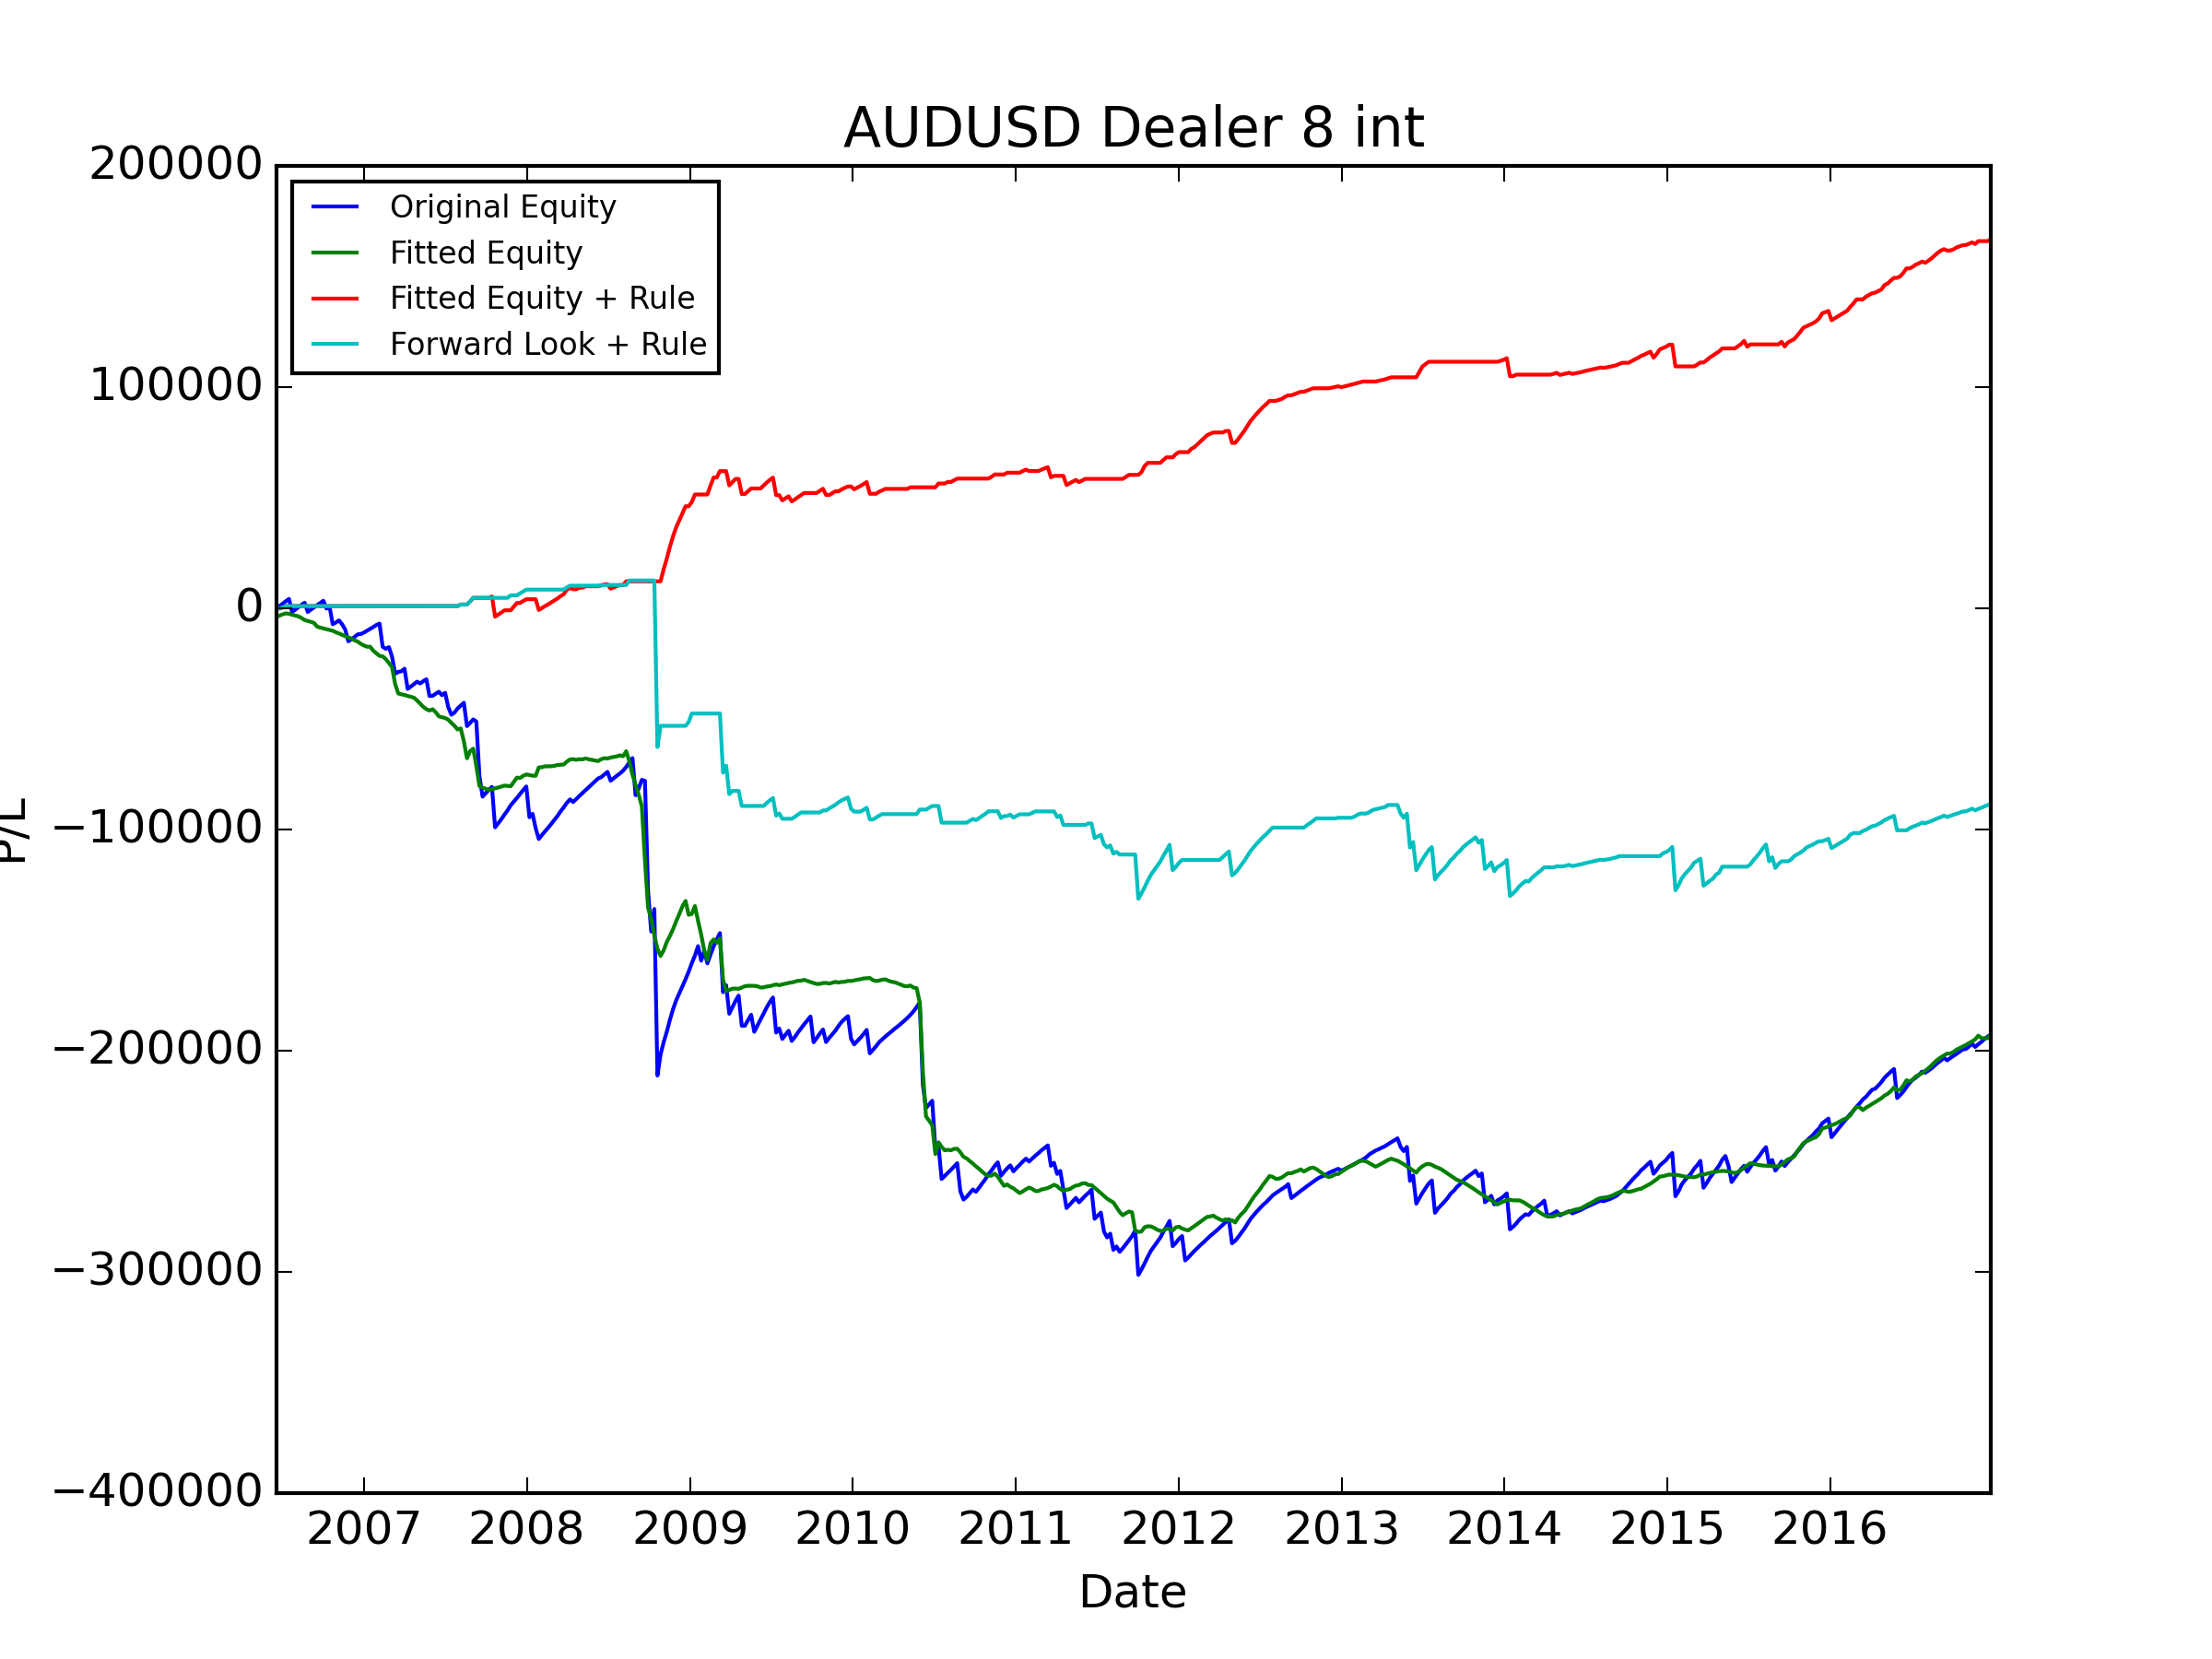 AUDUSD Dealer 8 int
200000
100000
0
−100000
−200000
−300000
−400000
P/L
Original Equity
Fitted Equity
Fitted Equity + Rule
Forward Look + Rule
2007 2008 2009 2010 2011 2012 2013 2014 2015 2016
Date